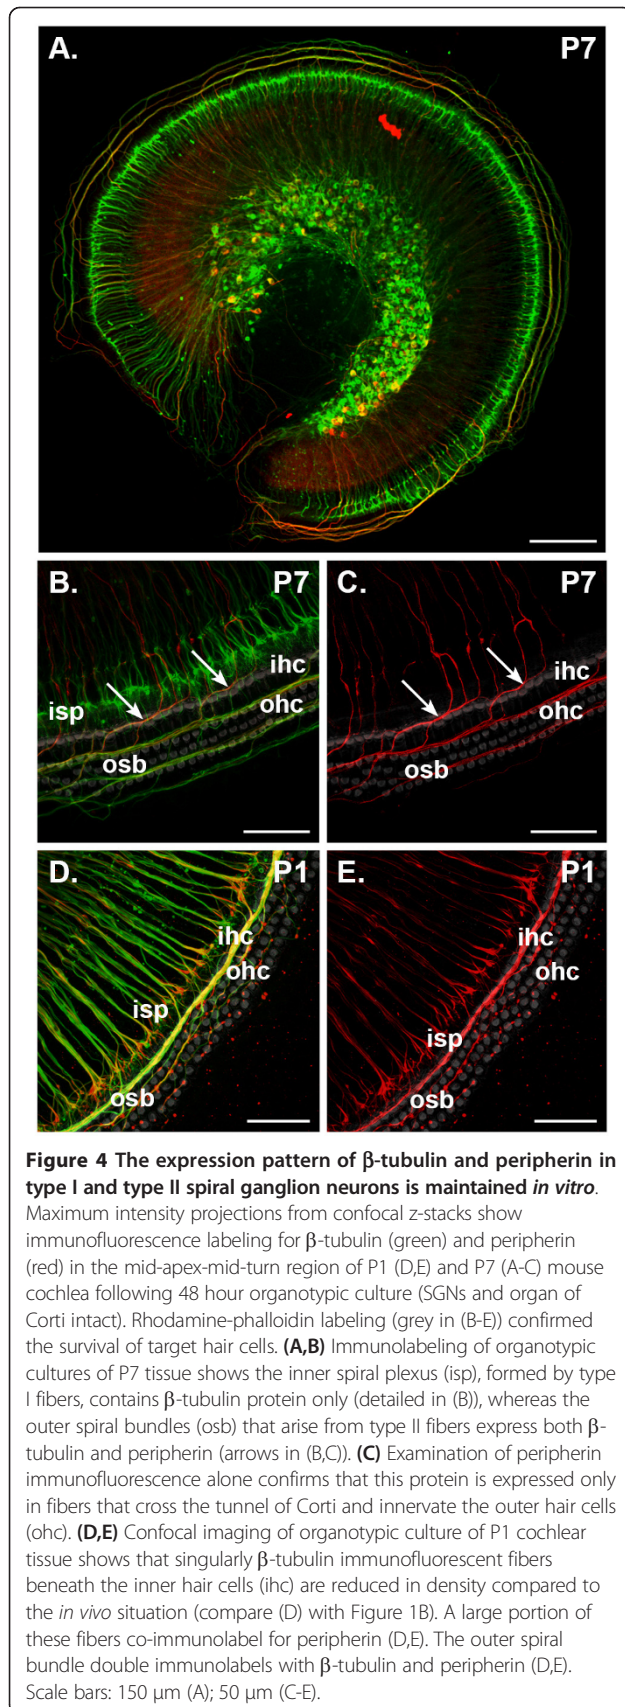 A. P7
B. P7
ihc
isp
ohc
osb
C. P7
ihc
ohc
osb
D. P1
ihc
ohc
isp
osb
E. P1
ihc
ohc
isp
osb
Figure 4 The expression pattern of β-tubulin and peripherin in
type I and type II spiral ganglion neurons is maintained in vitro.
Maximum intensity projections from confocal z-stacks show
immunofluorescence labeling for β-tubulin (green) and peripherin
(red) in the mid-apex-mid-turn region of P1 (D,E) and P7 (A-C) mouse
cochlea following 48 hour organotypic culture (SGNs and organ of
Corti intact). Rhodamine-phalloidin labeling (grey in (B-E)) confirmed
the survival of target hair cells. (A,B) Immunolabeling of organotypic
cultures of P7 tissue shows the inner spiral plexus (isp), formed by type
I fibers, contains β-tubulin protein only (detailed in (B)), whereas the
outer spiral bundles (osb) that arise from type II fibers express both β-
tubulin and peripherin (arrows in (B,C)). (C) Examination of peripherin
immunofluorescence alone confirms that this protein is expressed only
in fibers that cross the tunnel of Corti and innervate the outer hair cells
(ohc). (D,E) Confocal imaging of organotypic culture of P1 cochlear
tissue shows that singularly β-tubulin immunofluorescent fibers
beneath the inner hair cells (ihc) are reduced in density compared to
the in vivo situation (compare (D) with Figure 1B). A large portion of
these fibers co-immunolabel for peripherin (D,E). The outer spiral
bundle double immunolabels with β-tubulin and peripherin (D,E).
Scale bars: 150 μm (A); 50 μm (C-E).